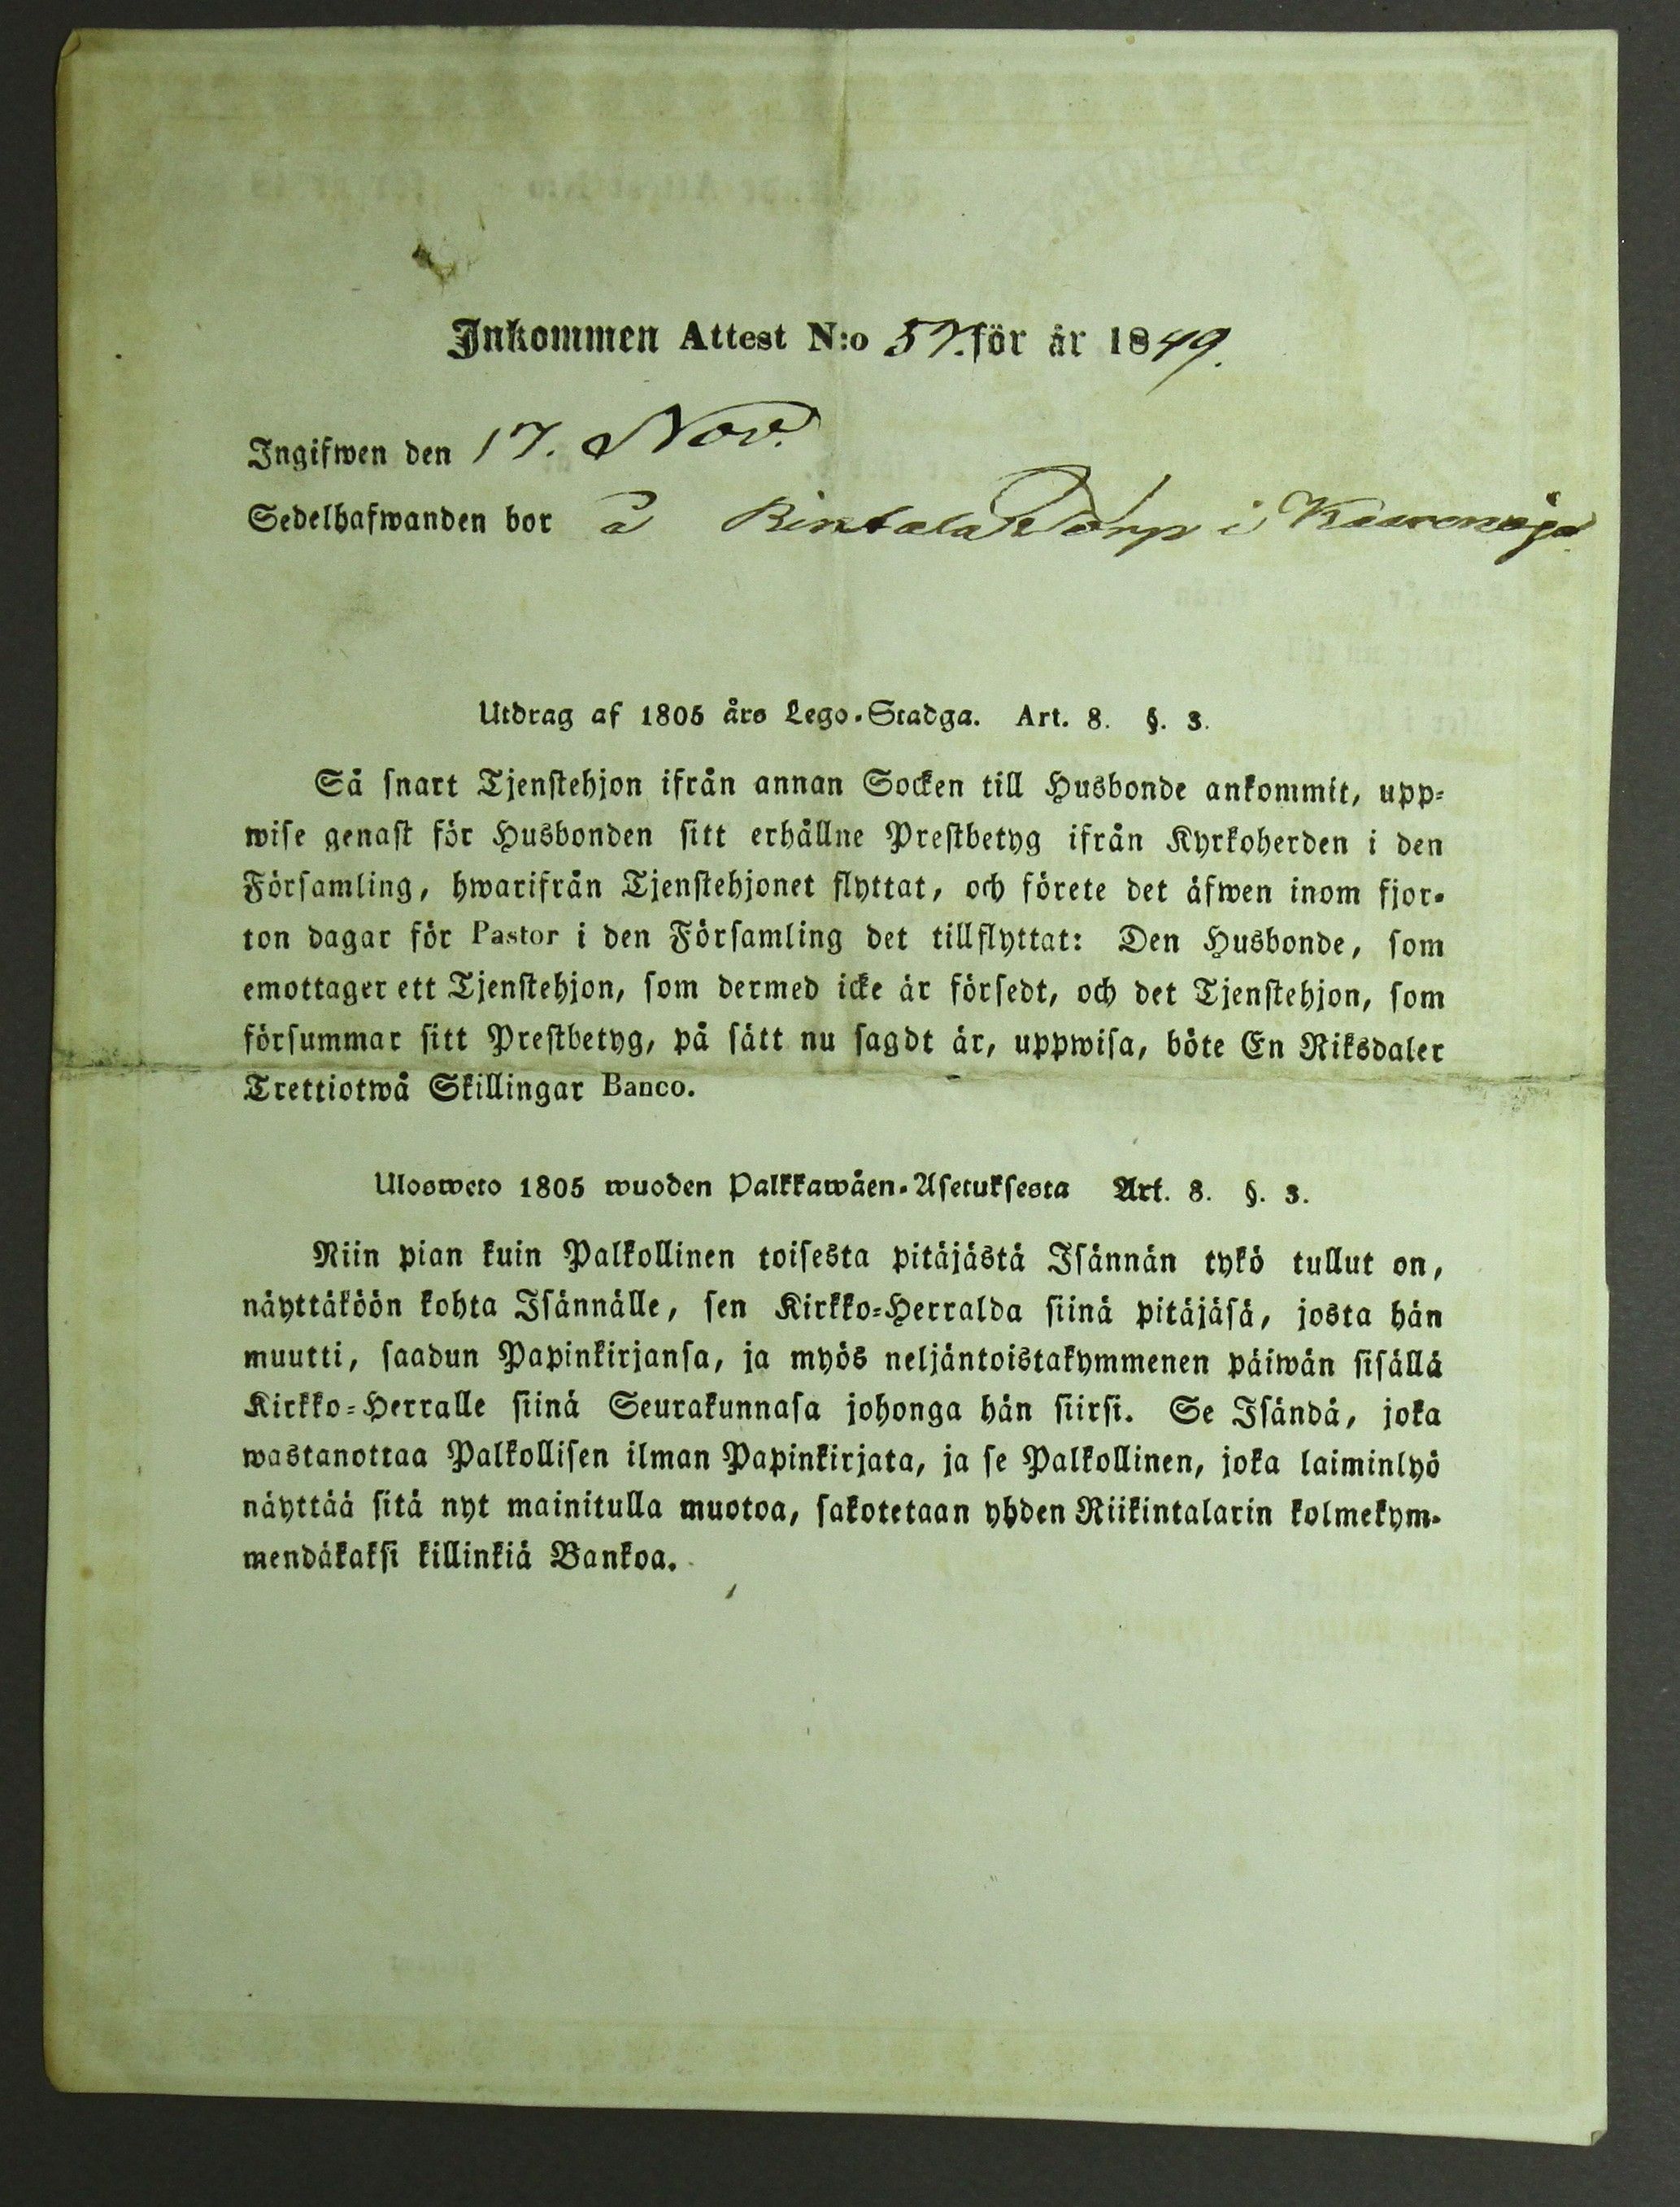 Inkommen Attest N:o 57. för år 1849.
Ingifwen den 17. Nov.
Sedelhafwanden bor å Rintala Torp i
Utdrag af 1805 års Lego-Stadga. Art. 8. §. 3.
Så snart Tjenstehjon ifrån annan Socken till Husbonde ankommit, upp-
wise genast för Husbonden sitt erhållne Prestbetyg ifrån Kyrkoherden i den
Församling, hwarifrån Tjenstehjonet flyttat, och förete det äfwen inom fjor-
ton dagar för Pastor i den Församling det tillflyttat: Den Husbonde, som
emottager ett Tjenstehjon, som dermed icke är försedt, och det Tjenstehjon, som
försummar sitt Prestbetyg, på sätt nu sagdt är, uppwisa, böte En Riksdaler
Trettiotwå Skillingar Banco.
Ulosweto 1805 wuoden Palkkawäen-Asetuksesta Art. 8. §. 3.
Niin pian kuin Palkollinen toisesta pitäjästä Isännän tykö tullut on,
näyttäköön kohta Isännälle, sen Kirkko-Herralda siinä pitäjäsä, josta hän
muutti, saadun Papinkirjansa, ja myös neljäntoistakymmenen päiwän sisällä
Kirkko-Herralle siinä Seurakunnasa johonga hän siirsi. Se Isändä, joka
wastanottaa Palkollisen ilman Papinkirjata, ja se Palkollinen, joka laiminlyö
näyttää sitä nyt mainitulla muotoa, sakotetaan yhden Riikintalarin kolmekym-
mendäkaksi killinkiä Bankoa.